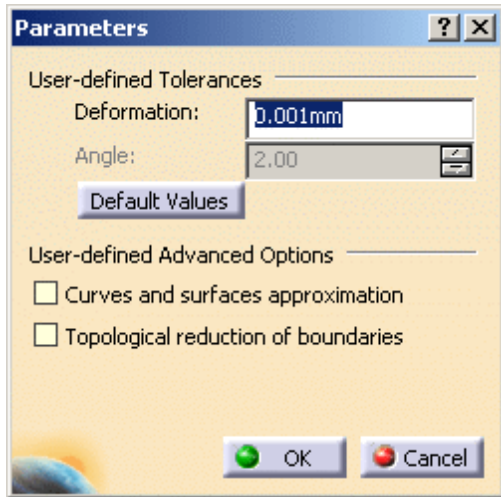 Parameters
User-defined Tolerances
Deformation: 0.001mm
Angle: 2.00
Default Values
User-defined Advanced Options
Curves and surfaces approximation
Topological reduction of boundaries
OK Cancel